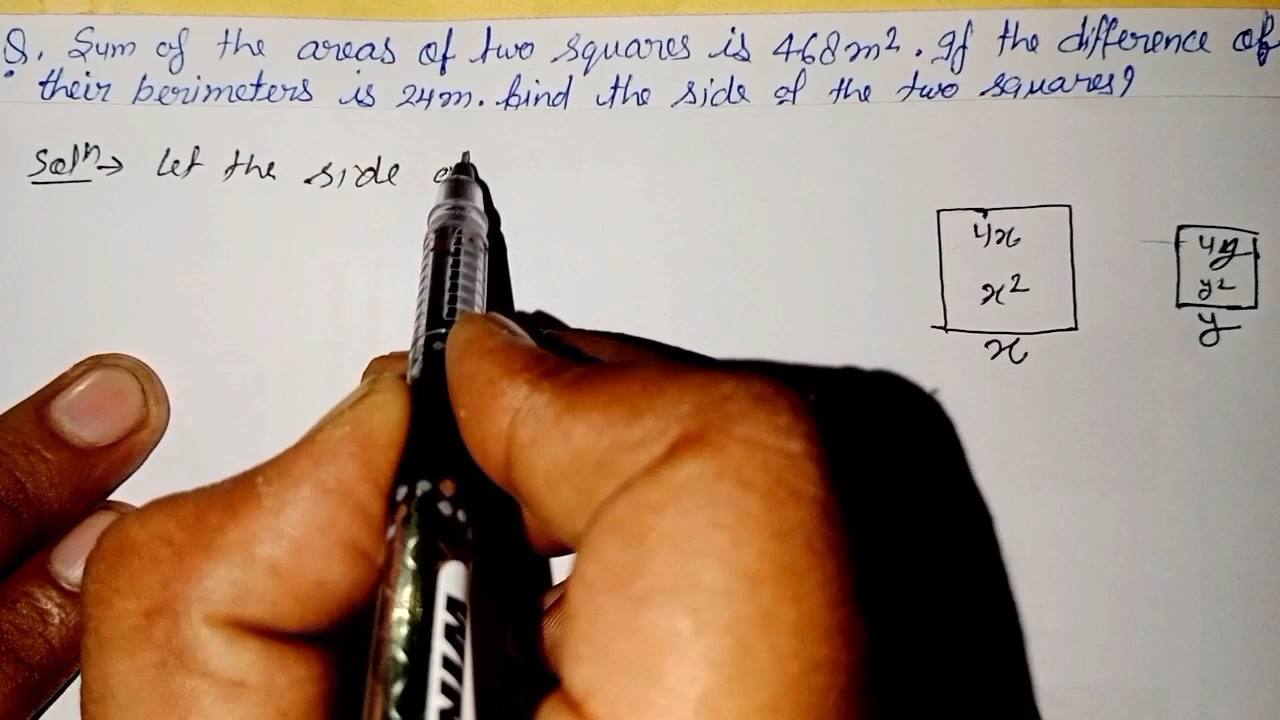 Q. Sum of the areas of two squares is 468m². If the difference of
their perimeters is 24m. find the side of the two squares?
Solⁿ→ Let the side
4x
x²
x
4y
y²
y
WIN